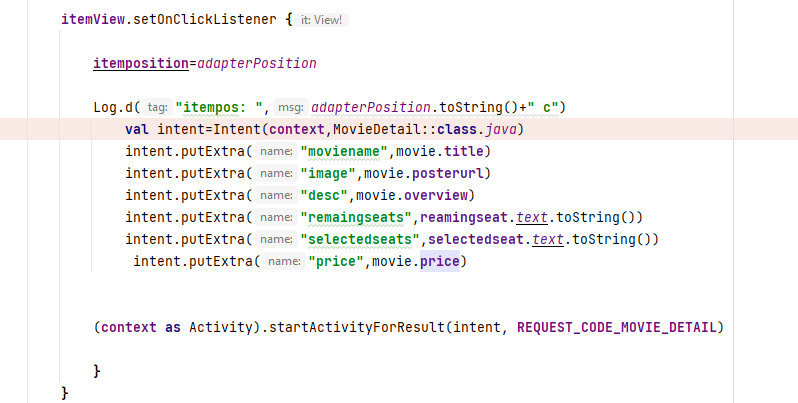 itemView.setOnClickListener { it: View!
itemposition=adapterPosition
Log.d( tag: "itempos: ", msg: adapterPosition.toString()+" c")
val intent=Intent(context,MovieDetail::class.java)
intent.putExtra( name: "moviename",movie.title)
intent.putExtra( name: "image",movie.posterurl)
intent.putExtra( name: "desc",movie.overview)
intent.putExtra( name: "remaingseats",reamingseat.text.toString())
intent.putExtra( name: "selectedseats",selectedseat.text.toString())
intent.putExtra( name: "price",movie.price)
(context as Activity).startActivityForResult(intent, REQUEST_CODE_MOVIE_DETAIL)
}
}